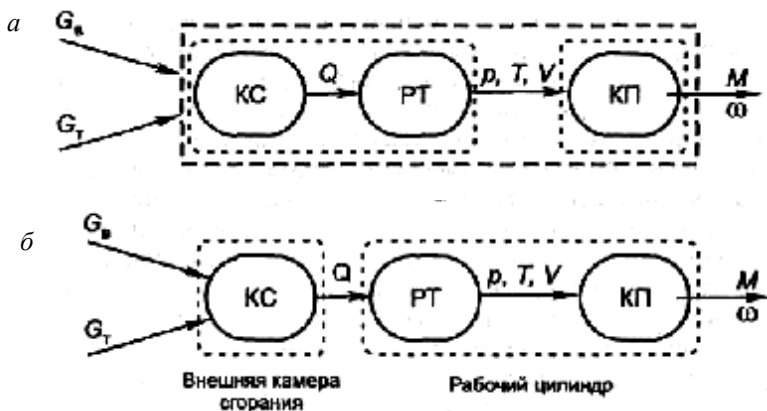 а
Gв
Gт
КС
Q
РТ
p, T, V
КП
M
ω
б
Gв
Gт
КС
Q
РТ
p, T, V
КП
M
ω
Внешняя камера
сгорания
Рабочий цилиндр